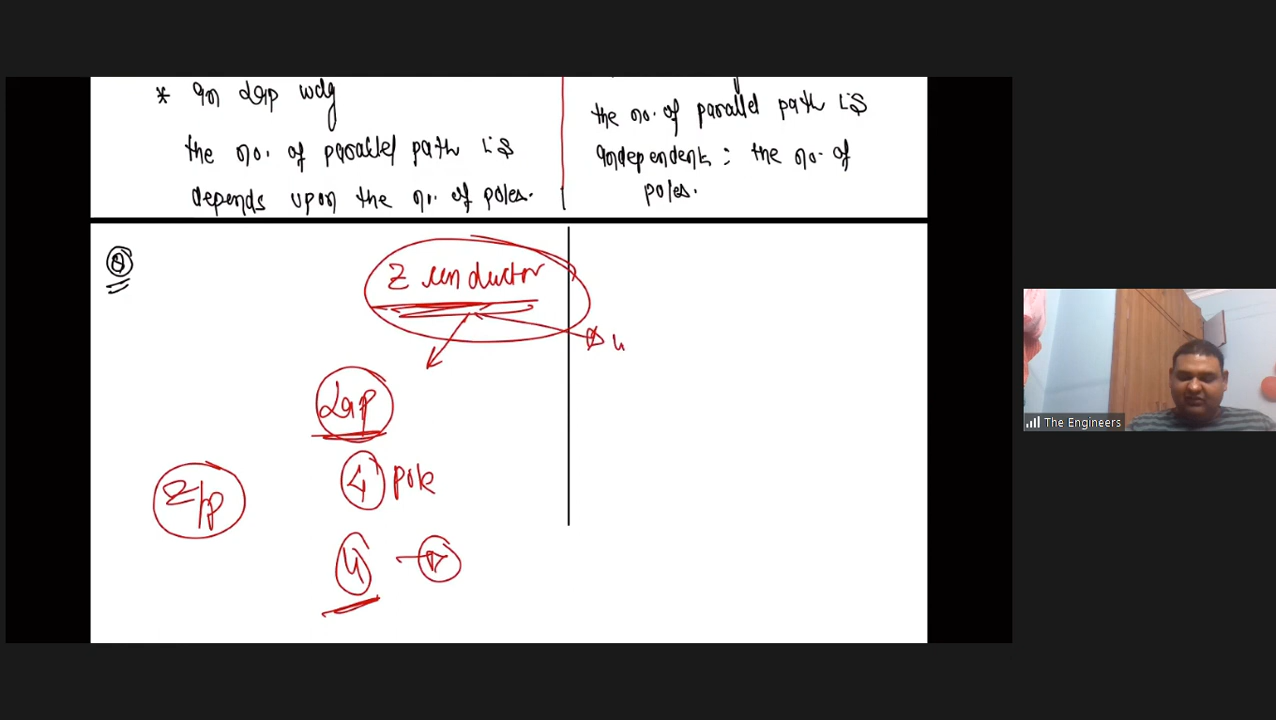 * In Lap wdg
the no. of parallel path is
depends upon the no. of poles.
the no. of parallel path is
independent : the no. of
poles.
Q
Z conductor
4
Lap
4 pole
Z/p
4
The Engineers